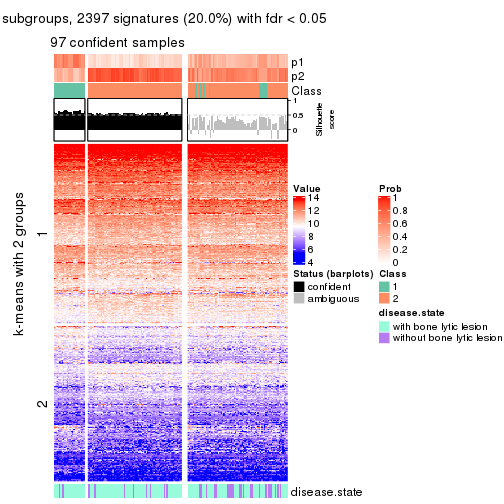 subgroups, 2397 signatures (20.0%) with fdr < 0.05
97 confident samples
p1
p2
Class
1
0.5
0
Silhouette
score
k-means with 2 groups
1
2
Value
14
12
10
8
6
4
Prob
1
0.8
0.6
0.4
0.2
0
Status (barplots)
confident
ambiguous
Class
1
2
disease.state
with bone lytic lesion
without bone lytic lesion
disease.state